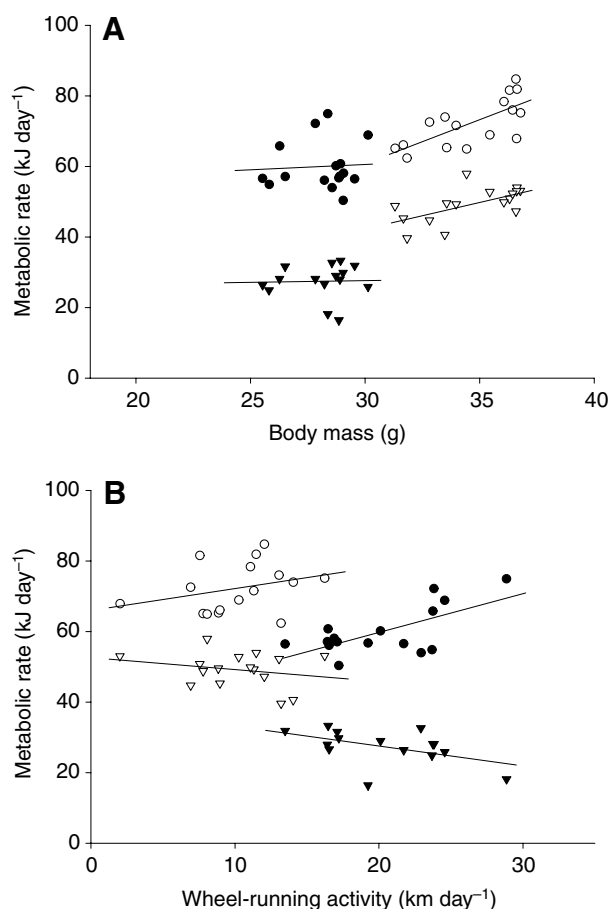 A
100
80
60
40
20
0
Metabolic rate (kJ day⁻¹)
20 25 30 35 40
Body mass (g)
B
100
80
60
40
20
0
Metabolic rate (kJ day⁻¹)
0 10 20 30
Wheel-running activity (km day⁻¹)